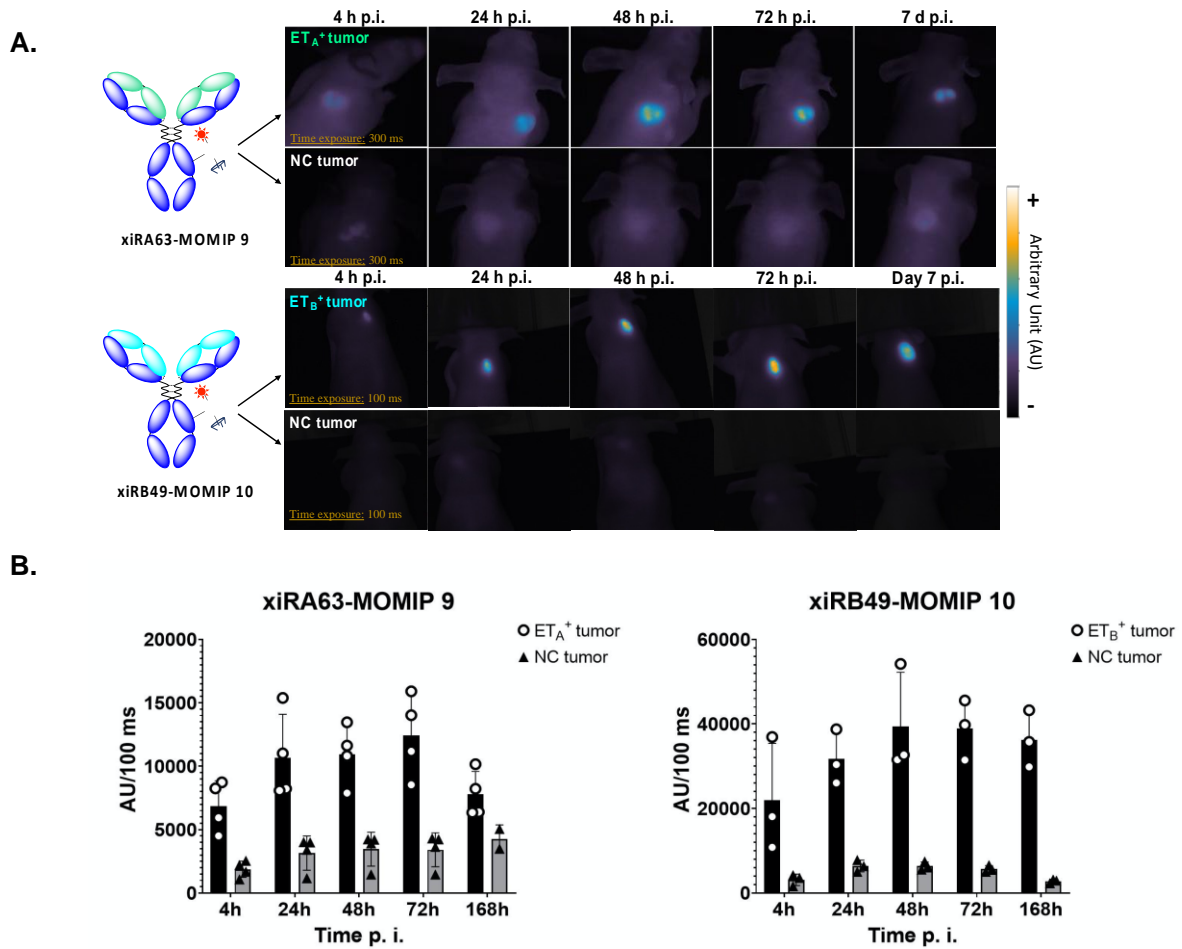 A.
4 h p.i. 24 h p.i. 48 h p.i. 72 h p.i. 7 d p.i.
ETA+ tumor
Time exposure: 300 ms
NC tumor
Time exposure: 300 ms
xiRA63-MOMIP 9
4 h p.i. 24 h p.i. 48 h p.i. 72 h p.i. Day 7 p.i.
ETB+ tumor
Time exposure: 100 ms
NC tumor
Time exposure: 100 ms
xiRB49-MOMIP 10
+
Arbitrary Unit (AU)
-
B.
xiRA63-MOMIP 9
ETA+ tumor
NC tumor
AU/100 ms
20000
15000
10000
5000
0
4h 24h 48h 72h 168h
Time p. i.
xiRB49-MOMIP 10
ETB+ tumor
NC tumor
AU/100 ms
60000
40000
20000
0
4h 24h 48h 72h 168h
Time p. i.